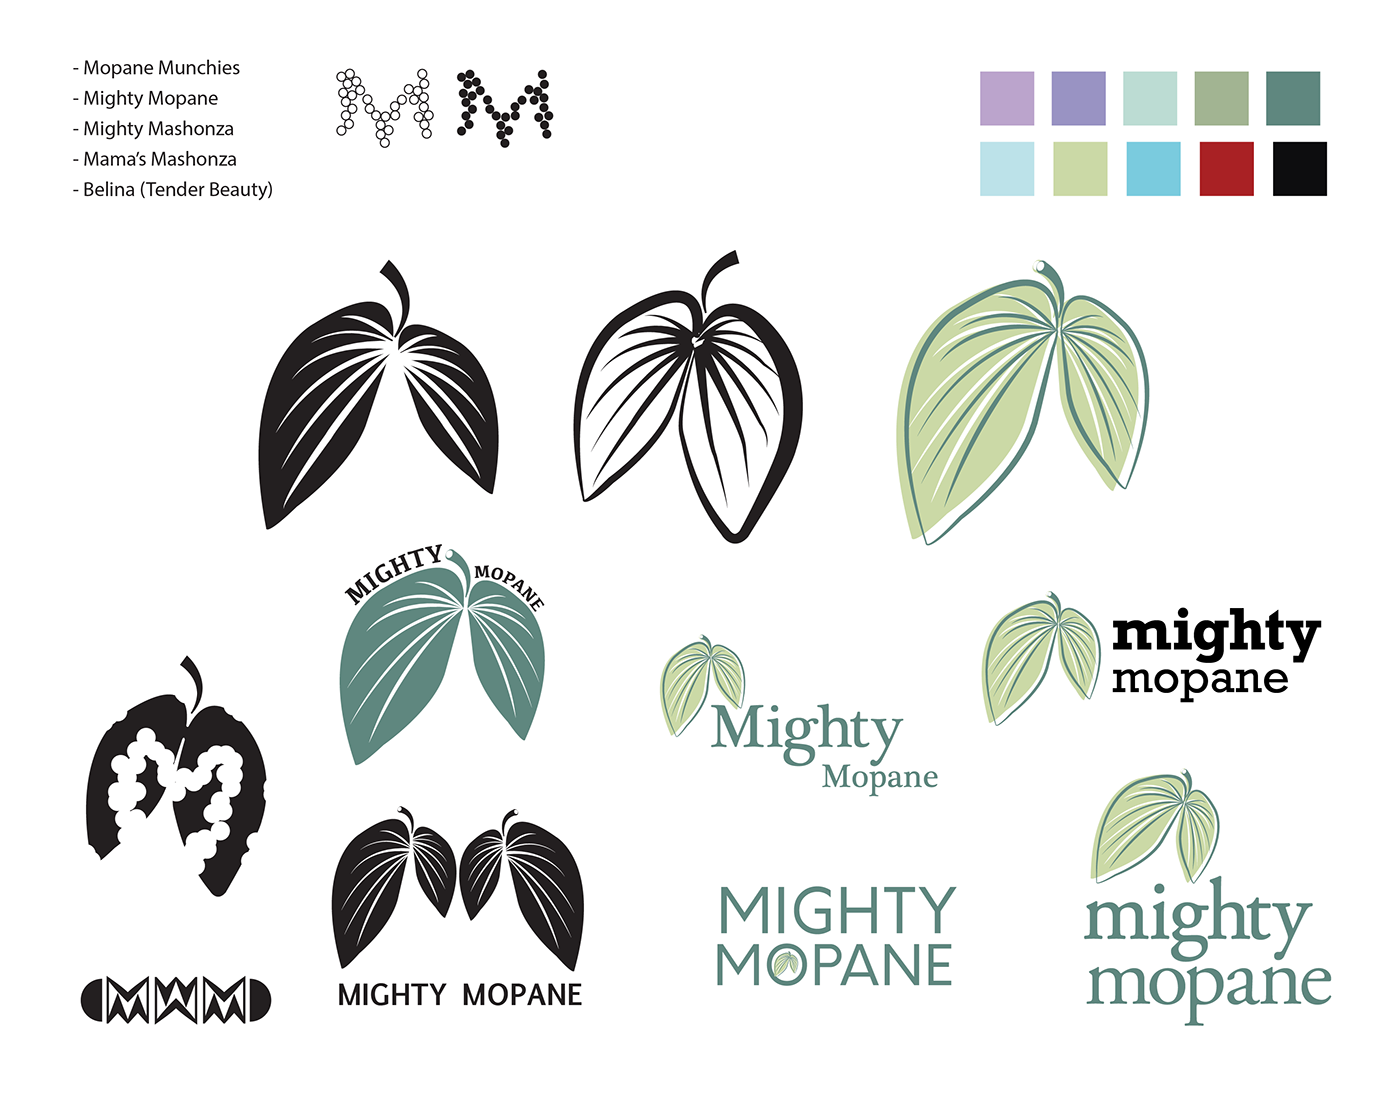 - Mopane Munchies
- Mighty Mopane
- Mighty Mashonza
- Mama's Mashonza
- Belina (Tender Beauty)
M M
MIGHTY MOPANE
mighty
mopane
Mighty
Mopane
MIGHTY MOPANE
MIGHTY
MOPANE
mighty
mopane
MWM